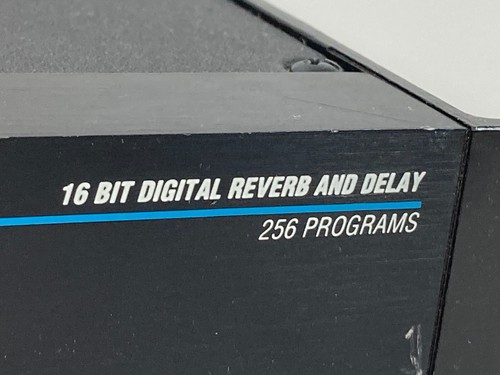 16 BIT DIGITAL REVERB AND DELAY
256 PROGRAMS